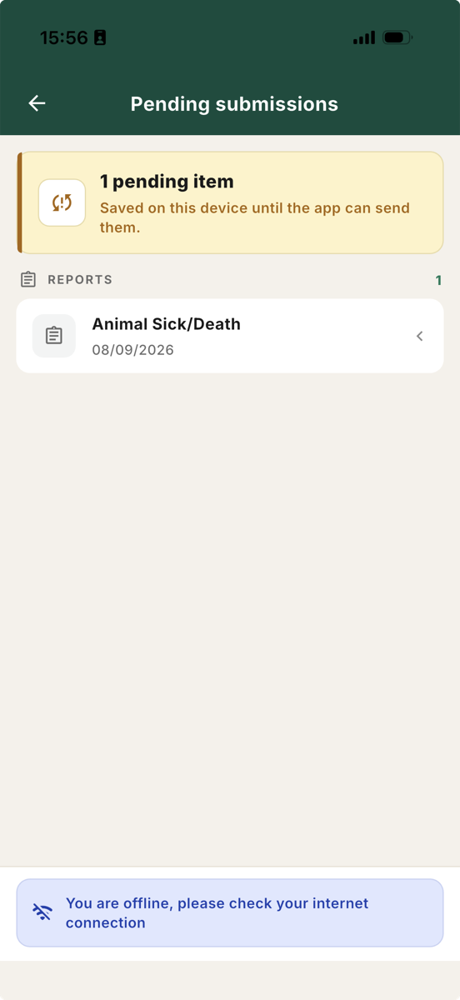 15:56
Pending submissions
1 pending item
Saved on this device until the app can send
them.
REPORTS
1
Animal Sick/Death
08/09/2026
You are offline, please check your internet
connection